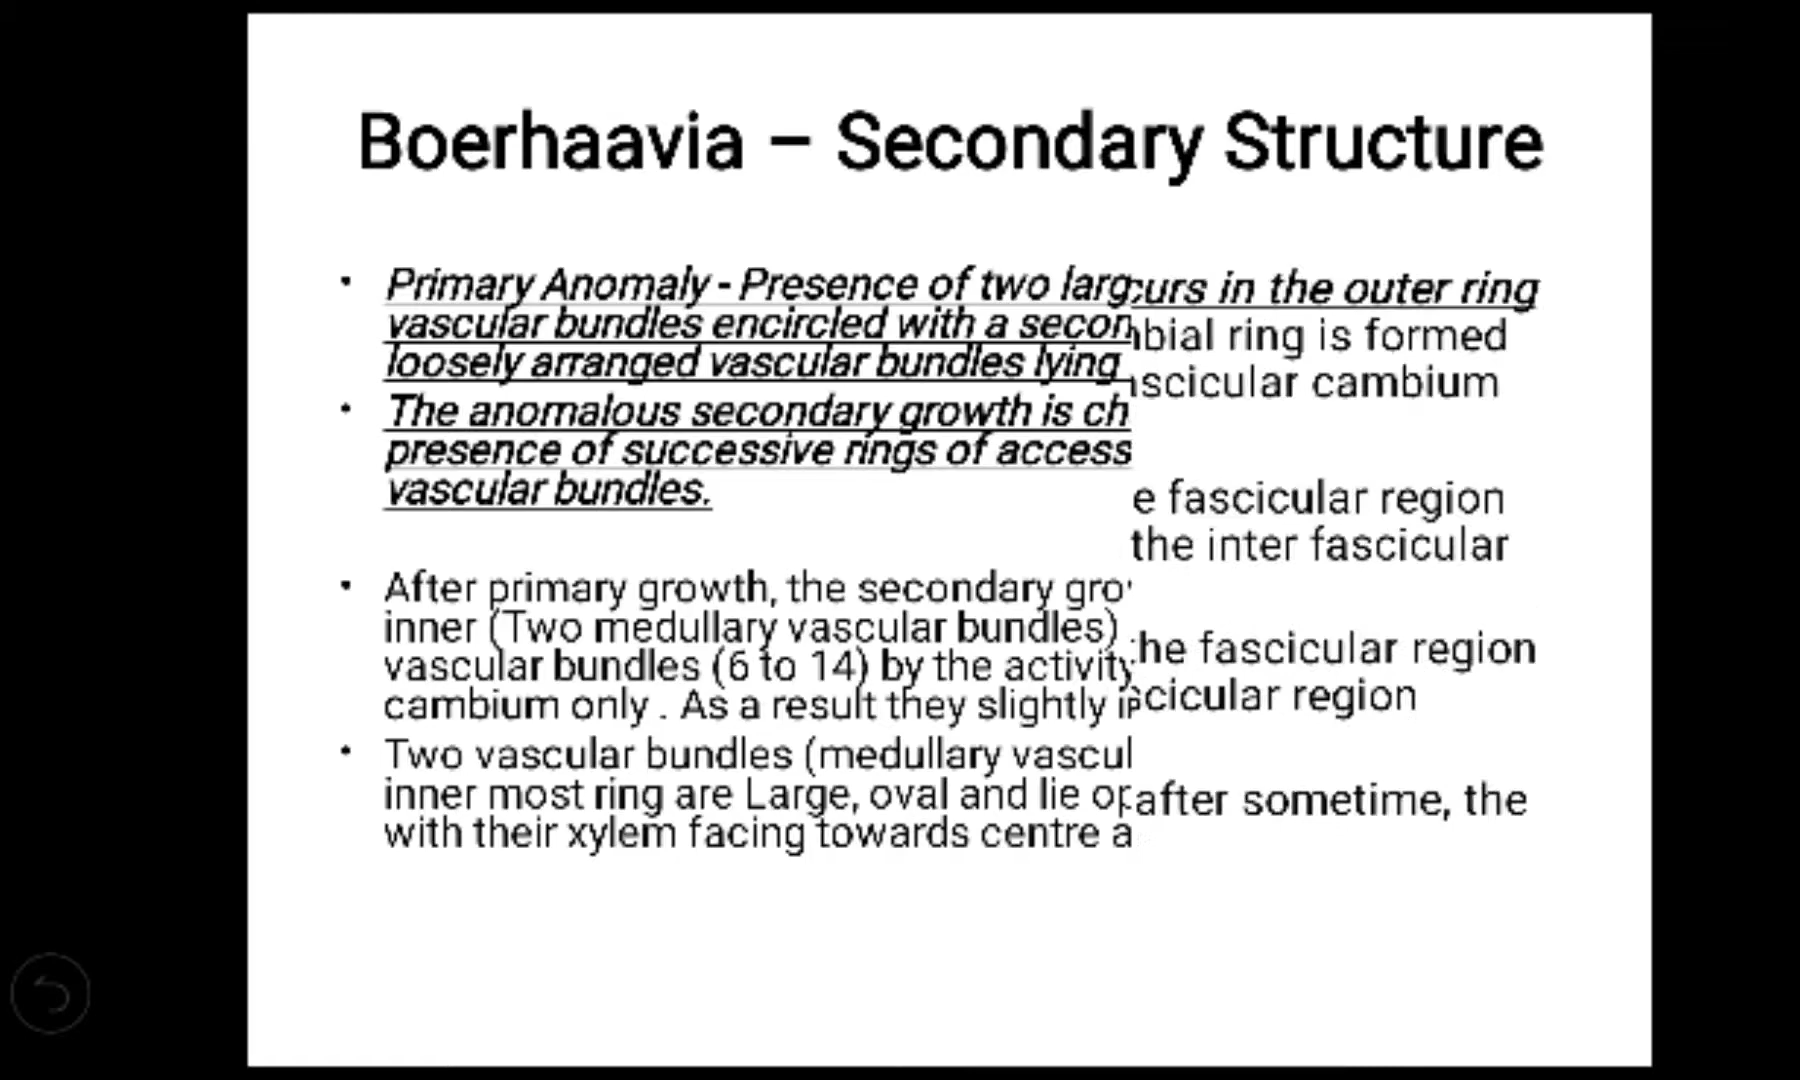 Boerhaavia – Secondary Structure
• Primary Anomaly - Presence of two larg
vascular bundles encircled with a secon
loosely arranged vascular bundles lying
• The anomalous secondary growth is ch
presence of successive rings of access
vascular bundles.
• After primary growth, the secondary gro
inner (Two medullary vascular bundles)
vascular bundles (6 to 14) by the activity
cambium only . As a result they slightly
• Two vascular bundles (medullary vascul
inner most ring are Large, oval and lie
with their xylem facing towards centre a
curs in the outer ring
bial ring is formed
scicular cambium
e fascicular region
the inter fascicular
he fascicular region
cicular region
after sometime, the